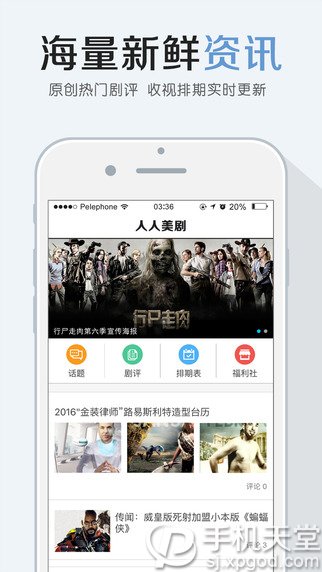 海量新鲜资讯
原创热门剧评 收视排期实时更新
Pelephone 03:36 20%
人人美剧
行尸走肉
行尸走肉第六季宣传海报
话题 剧评 排期表 福利社
2016“金装律师”路易斯利特造型台历
评论 0
传闻：威皇版死射加盟小本版《蝙蝠
侠》
评论 3
手机天堂
sj.xpgod.com